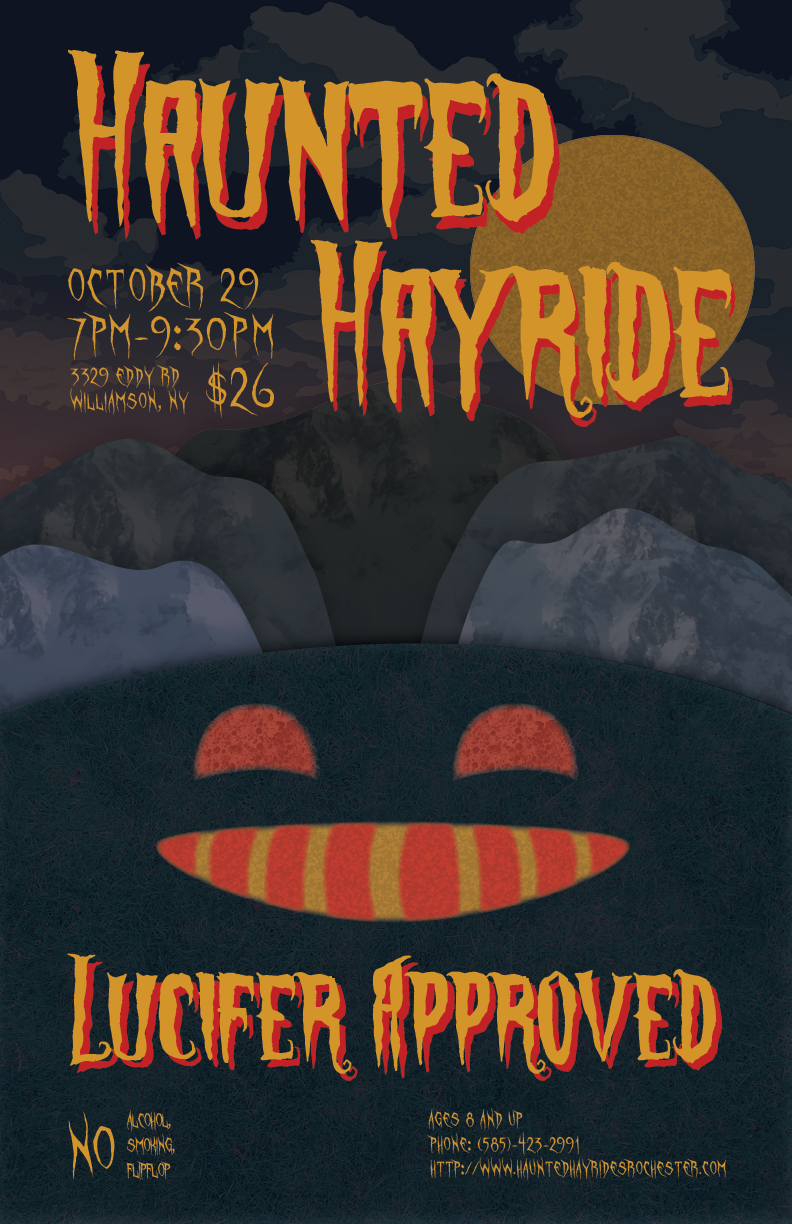 HAUNTED
HAYRIDE
OCTOBER 29
7PM-9:30PM
3329 EDDY RD
WILLIAMSON, NY
$26
LUCIFER APPROVED
NO
ALCOHOL,
SMOKING,
FLIPFLOP
AGES 8 AND UP
PHONE: (585)-423-2991
HTTP://WWW.HAUNTEDHAYRIDESROCHESTER.COM